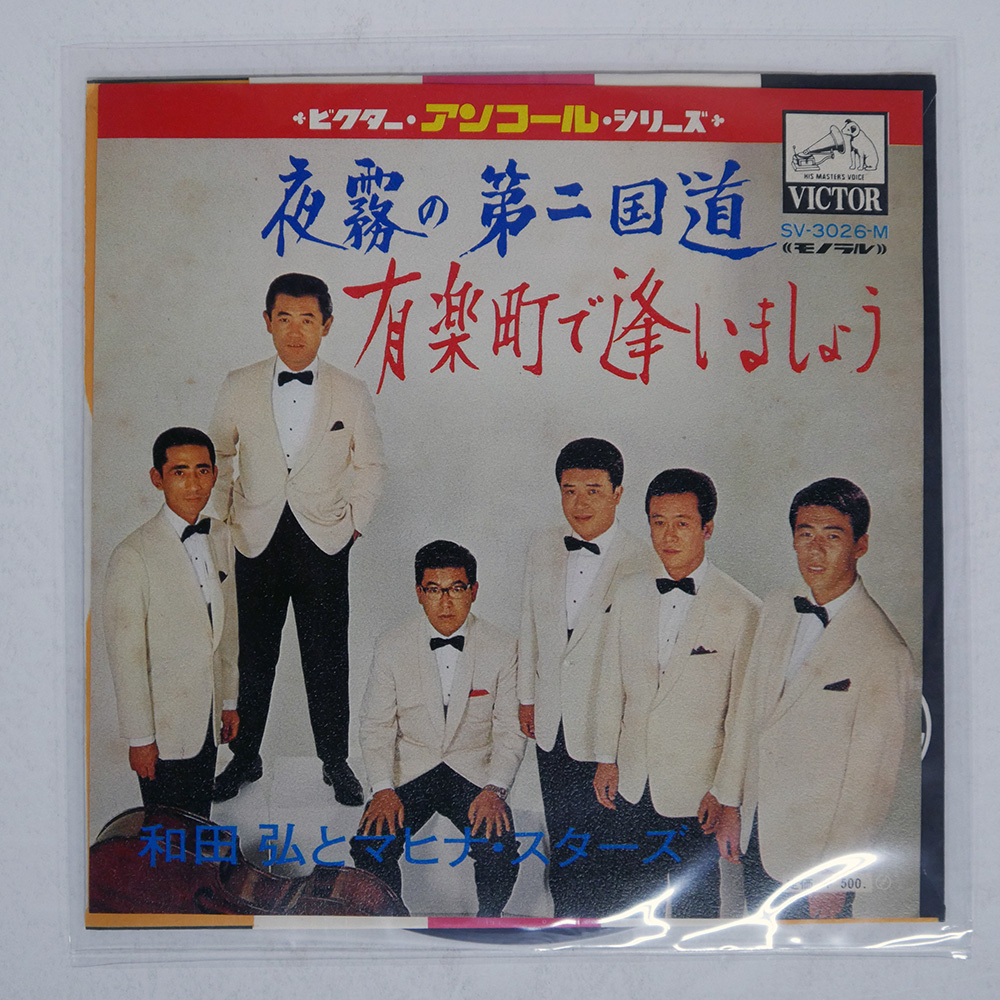 ビクター・アンコール・シリーズ
HIS MASTERS VOICE
VICTOR
SV-3026-M
《モノラル》
夜霧の第二国道
有楽町で逢いましょう
和田 弘とマヒナ・スターズ
500.